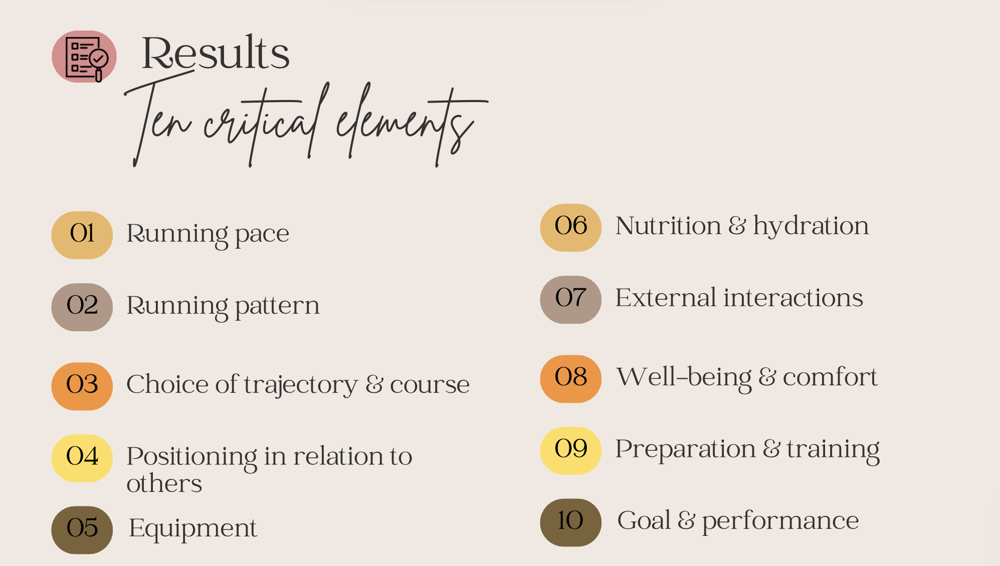 Results
Ten critical elements
01 Running pace
02 Running pattern
03 Choice of trajectory & course
04 Positioning in relation to
others
05 Equipment
06 Nutrition & hydration
07 External interactions
08 Well-being & comfort
09 Preparation & training
10 Goal & performance